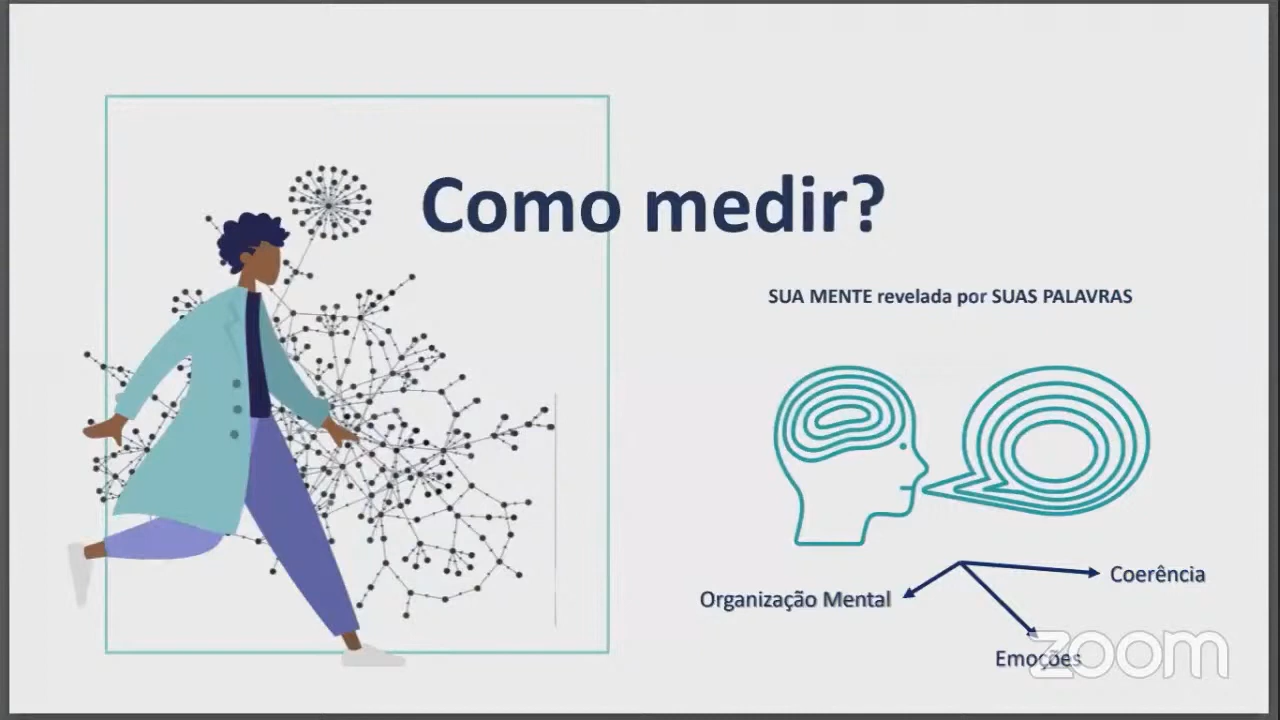 Como medir?
SUA MENTE revelada por SUAS PALAVRAS
Coerência
Organização Mental
Emoções
zoom